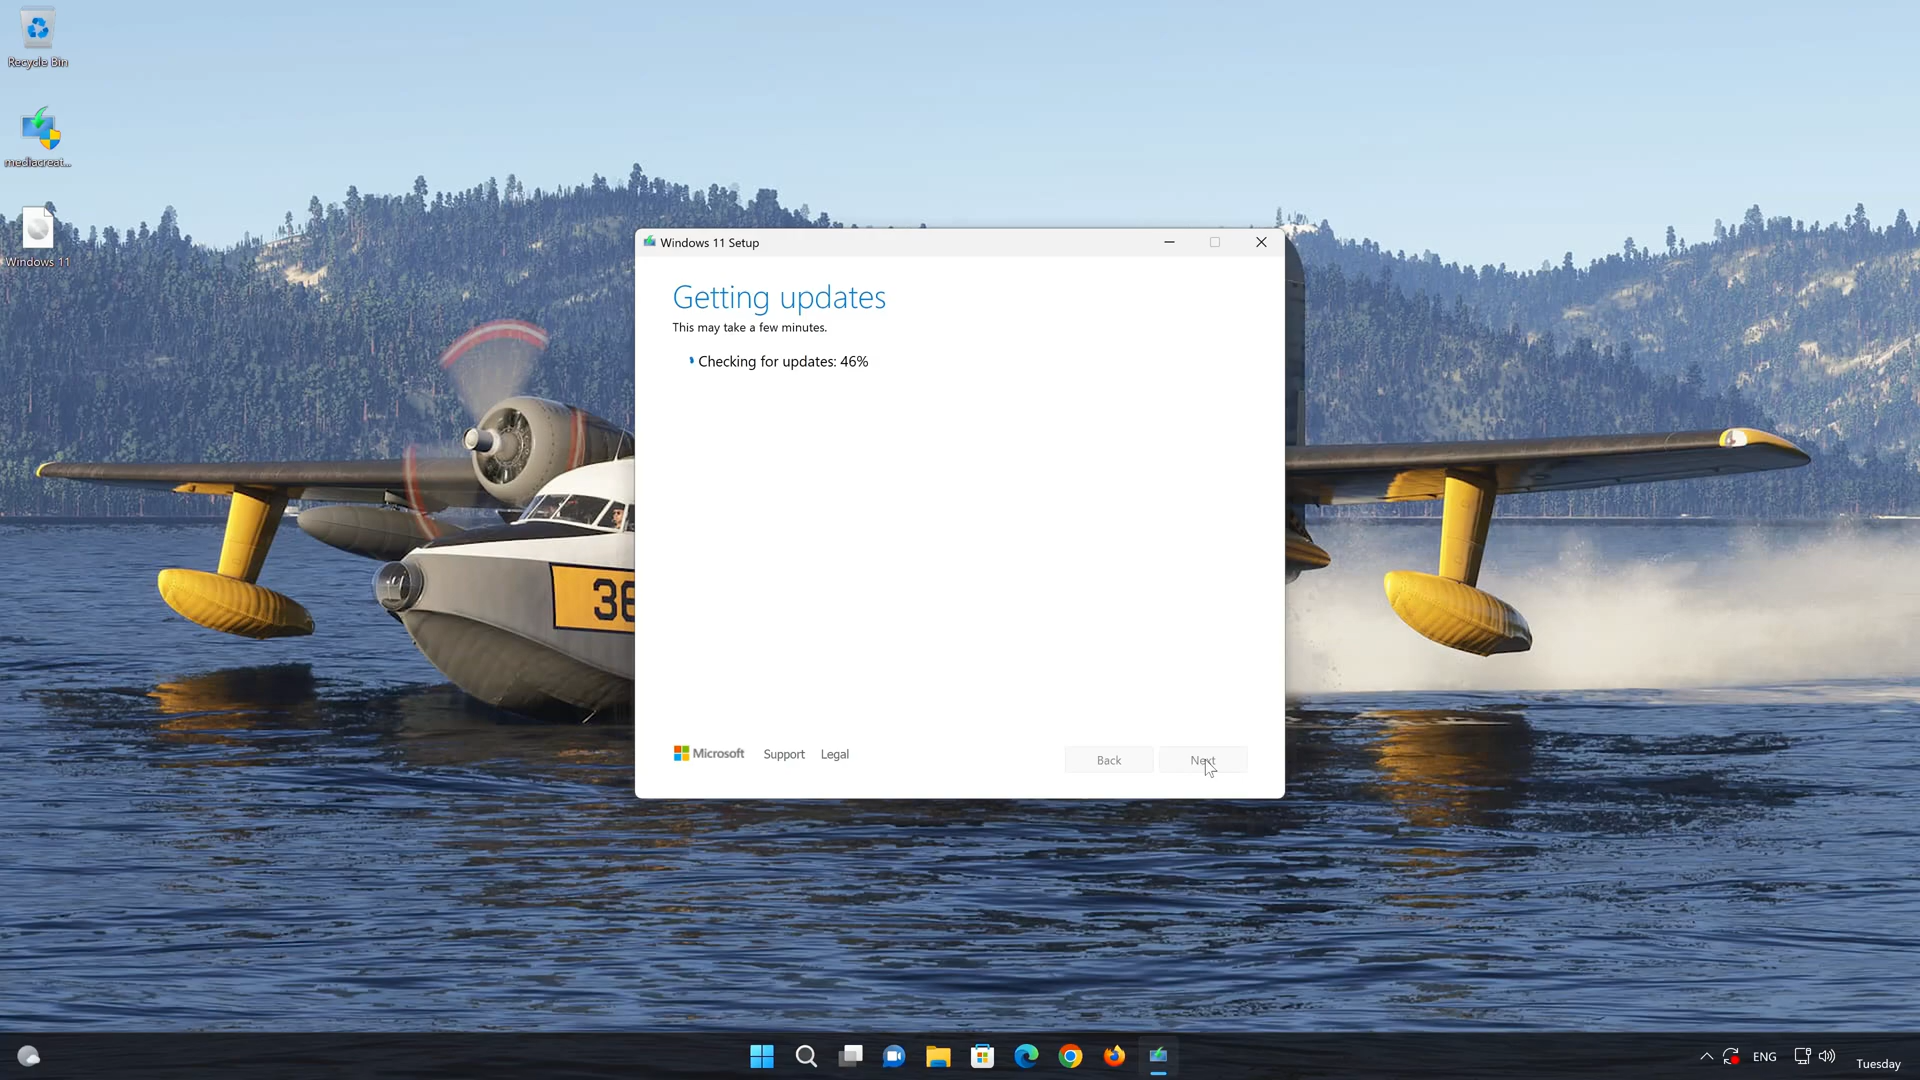 Recycle Bin
mediacreat...
Windows 11
Windows 11 Setup
Getting updates
This may take a few minutes.
Checking for updates: 46%
36
Microsoft Support Legal
Back Next
ENG
Tuesday